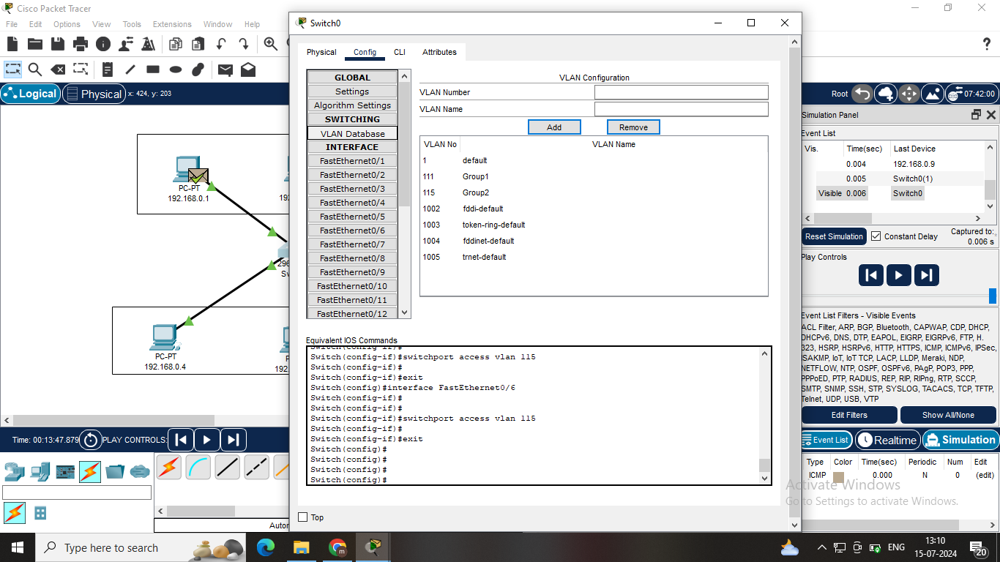 Cisco Packet Tracer
File Edit Options View Tools Extensions Window Help
Logical Physical x: 424, y: 203
Root 07:42:00
PC-PT
192.168.0.1
PC-PT
192.168.0.4
Switch0
Physical Config CLI Attributes
GLOBAL
Settings
Algorithm Settings
SWITCHING
VLAN Database
INTERFACE
FastEthernet0/1
FastEthernet0/2
FastEthernet0/3
FastEthernet0/4
FastEthernet0/5
FastEthernet0/6
FastEthernet0/7
FastEthernet0/8
FastEthernet0/9
FastEthernet0/10
FastEthernet0/11
FastEthernet0/12
VLAN Configuration
VLAN Number
VLAN Name
Add Remove
VLAN No VLAN Name
1 default
111 Group1
115 Group2
1002 fddi-default
1003 token-ring-default
1004 fddinet-default
1005 trnet-default
Equivalent IOS Commands
Switch(config-if)#
Switch(config-if)#switchport access vlan 115
Switch(config-if)#
Switch(config-if)#exit
Switch(config)#interface FastEthernet0/6
Switch(config-if)#
Switch(config-if)#
Switch(config-if)#switchport access vlan 115
Switch(config-if)#
Switch(config-if)#exit
Switch(config)#
Switch(config)#
Switch(config)#
Switch(config)#
Top
Simulation Panel
Event List
Vis. Time(sec) Last Device
0.004 192.168.0.9
0.005 Switch0(1)
Visible 0.006 Switch0
Reset Simulation Constant Delay Captured to:
0.006 s
Play Controls
Event List Filters - Visible Events
ACL Filter, ARP, BGP, Bluetooth, CAPWAP, CDP, DHCP,
DHCPv6, DNS, DTP, EAPOL, EIGRP, EIGRPv6, FTP, H.
323, HSRP, HSRPv6, HTTP, HTTPS, ICMP, ICMPv6, IPSec,
ISAKMP, IoT, IoT TCP, LACP, LLDP, Meraki, NDP,
NETFLOW, NTP, OSPF, OSPFv6, PAgP, POP3, PPP,
PPPoED, PTP, RADIUS, REP, RIP, RIPng, RTP, SCCP,
SMTP, SNMP, SSH, STP, SYSLOG, TACACS, TCP, TFTP,
Telnet, UDP, USB, VTP
Edit Filters Show All/None
Event List Realtime Simulation
Type Color Time(sec) Periodic Num Edit
ICMP 0.000 N 0 (edit)
Activate Windows
Go to Settings to activate Windows.
Time: 00:13:47.879 PLAY CONTROLS:
Type here to search
ENG
13:10
15-07-2024
20